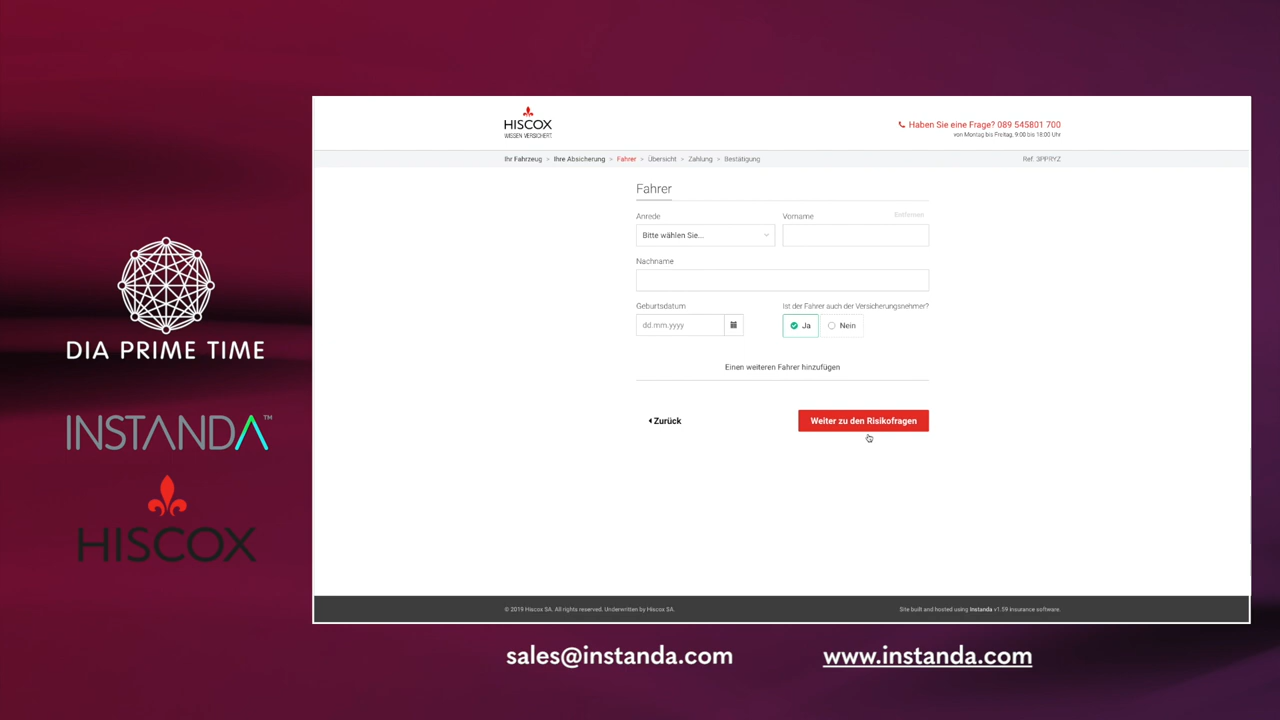 HISCOX
WISSEN VERSICHERT.
Haben Sie eine Frage? 089 545801 700
von Montag bis Freitag, 9:00 bis 18:00 Uhr
Ihr Fahrzeug > Ihre Absicherung > Fahrer > Übersicht > Zahlung > Bestätigung
Ref. 3PPRYZ
Fahrer
Anrede
Vorname
Entfernen
Bitte wählen Sie...
Nachname
Geburtsdatum
Ist der Fahrer auch der Versicherungsnehmer?
dd.mm.yyyy
Ja
Nein
Einen weiteren Fahrer hinzufügen
Zurück
Weiter zu den Risikofragen
© 2019 Hiscox SA. All rights reserved. Underwritten by Hiscox SA.
Site built and hosted using Instanda v1.59 insurance software.
DIA PRIME TIME
INSTANDA™
HISCOX
sales@instanda.com
www.instanda.com